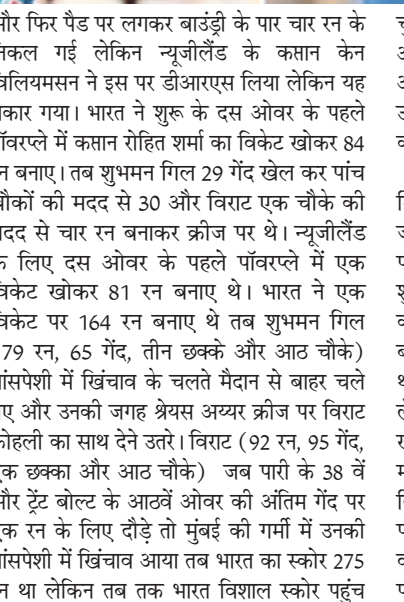 और फिर पैड पर लगकर बाउंड्री के पार चार रन के
निकल गई लेकिन न्यूजीलैंड के कप्तान केन
विलियमसन ने इस पर डीआरएस लिया लेकिन यह
बेकार गया। भारत ने शुरू के दस ओवर के पहले
पॉवरप्ले में कप्तान रोहित शर्मा का विकेट खोकर 84
रन बनाए। तब शुभमन गिल 29 गेंद खेल कर पांच
चौकों की मदद से 30 और विराट एक चौके की
मदद से चार रन बनाकर क्रीज पर थे। न्यूजीलैंड
के लिए दस ओवर के पहले पॉवरप्ले में एक
विकेट खोकर 81 रन बनाए थे। भारत ने एक
विकेट पर 164 रन बनाए थे तब शुभमन गिल
(79 रन, 65 गेंद, तीन छक्के और आठ चौके)
मांसपेशी में खिंचाव के चलते मैदान से बाहर चले
गए और उनकी जगह श्रेयस अय्यर क्रीज पर विराट
कोहली का साथ देने उतरे। विराट (92 रन, 95 गेंद,
एक छक्का और आठ चौके) जब पारी के 38 वें
और ट्रेंट बोल्ट के आठवें ओवर की अंतिम गेंद पर
एक रन के लिए दौड़े तो मुंबई की गर्मी में उनकी
मांसपेशी में खिंचाव आया तब भारत का स्कोर 275
रन था लेकिन तब तक भारत विशाल स्कोर पहुंच